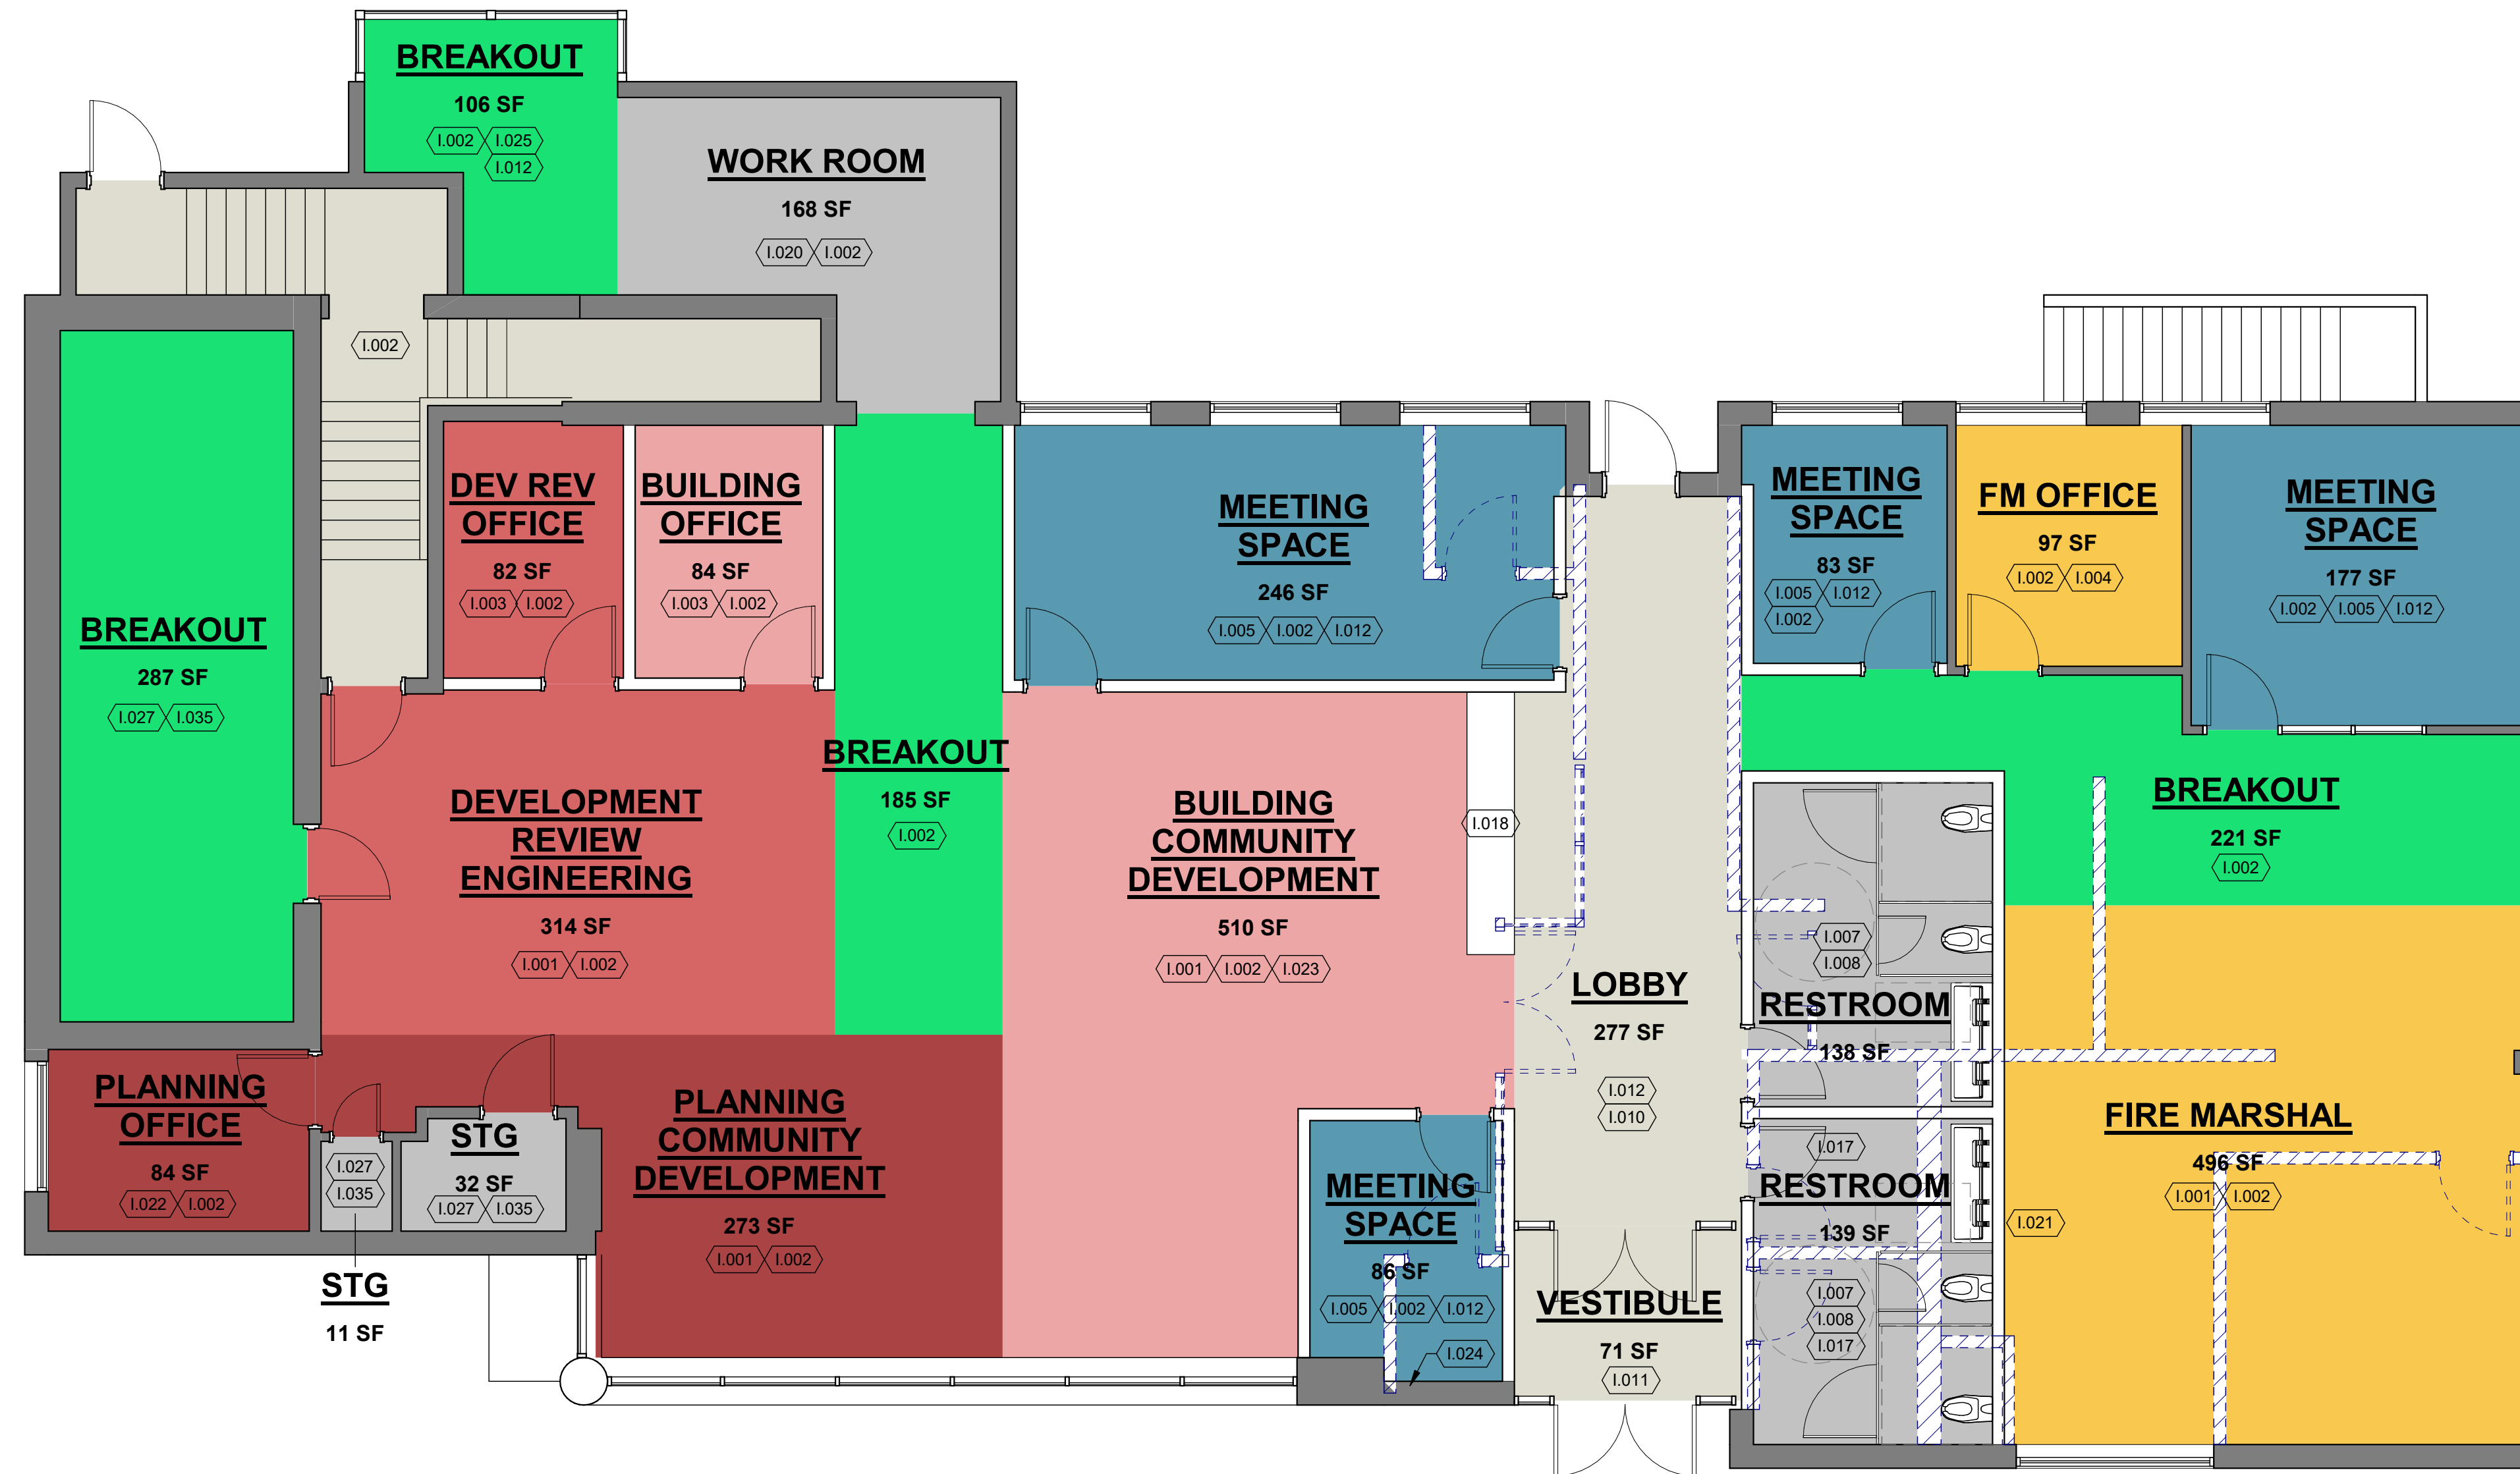 BREAKOUT
106 SF
I.002 I.025
I.012
WORK ROOM
168 SF
I.020 I.002
I.002
BREAKOUT
287 SF
I.027 I.035
DEV REV
OFFICE
82 SF
I.003 I.002
BUILDING
OFFICE
84 SF
I.003 I.002
MEETING
SPACE
246 SF
I.005 I.002 I.012
MEETING
SPACE
83 SF
I.005 I.012
I.002
FM OFFICE
97 SF
I.002 I.004
MEETING
SPACE
177 SF
I.002 I.005 I.012
DEVELOPMENT
REVIEW
ENGINEERING
314 SF
I.001 I.002
BREAKOUT
185 SF
I.002
BUILDING
COMMUNITY
DEVELOPMENT
510 SF
I.001 I.002 I.023
I.018
BREAKOUT
221 SF
I.002
LOBBY
277 SF
I.012
I.010
I.007
I.008
RESTROOM
138 SF
I.017
RESTROOM
139 SF
I.007
I.008
I.017
FIRE MARSHAL
496 SF
I.001 I.002
I.021
PLANNING
OFFICE
84 SF
I.022 I.002
I.027
I.035
STG
11 SF
STG
32 SF
I.027 I.035
PLANNING
COMMUNITY
DEVELOPMENT
273 SF
I.001 I.002
MEETING
SPACE
86 SF
I.005 I.002 I.012
I.024
VESTIBULE
71 SF
I.011